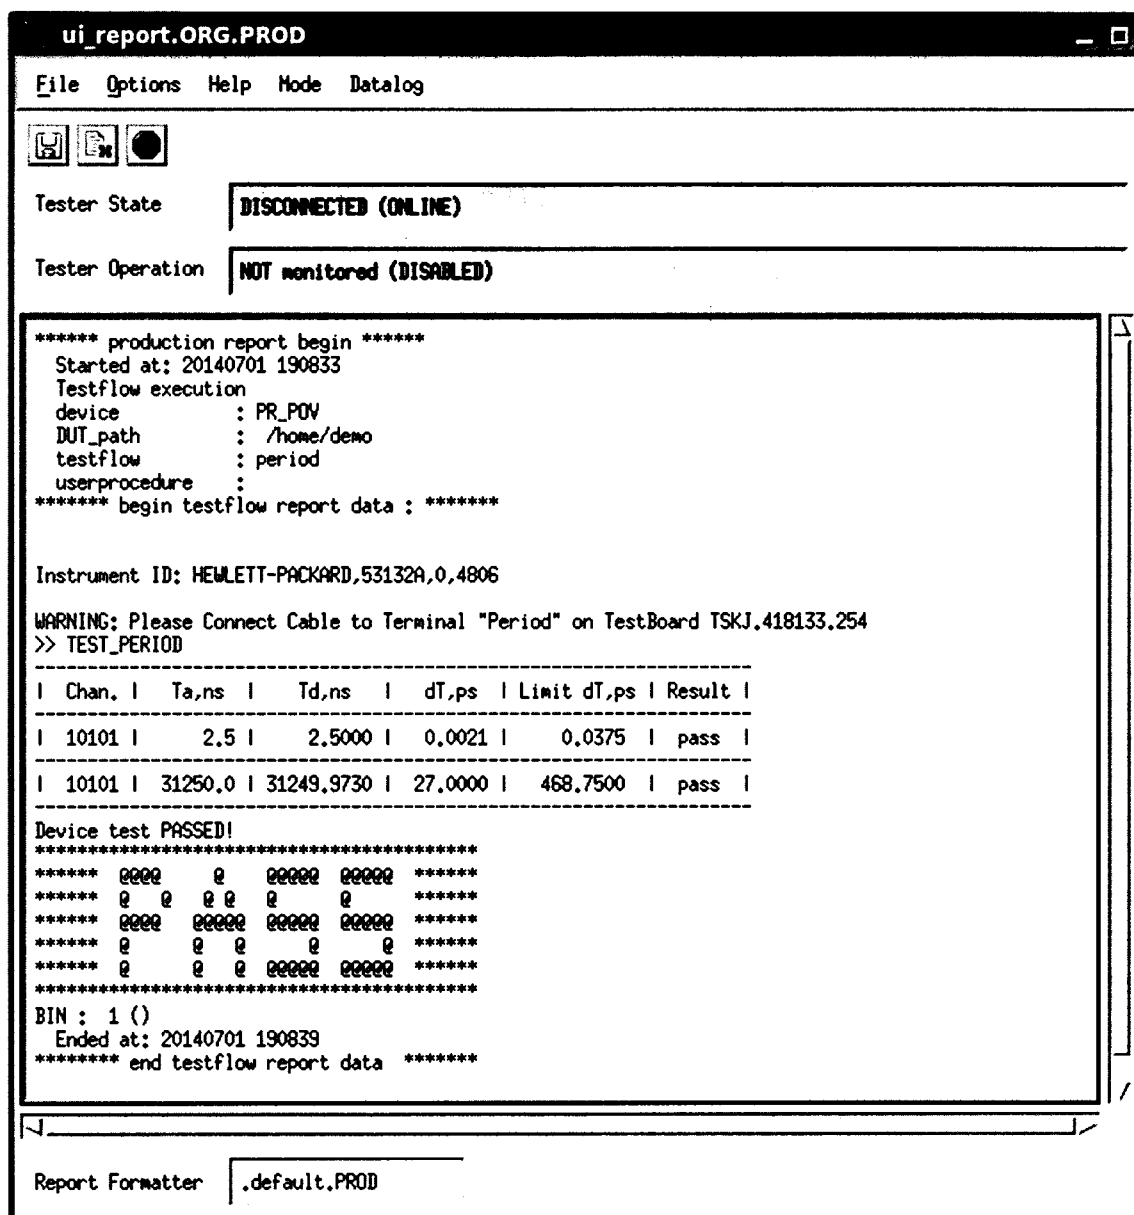 ui_report.ORG.PROD
File Options Help Mode Datalog
Tester State DISCONNECTED (ONLINE)
Tester Operation NOT monitored (DISABLED)
****** production report begin ******
Started at: 20140701 190833
Testflow execution
device : PR_POV
DUT_path : /home/demo
testflow : period
userprocedure :
******* begin testflow report data : *******
Instrument ID: HEWLETT-PACKARD,53132A,0,4806
WARNING: Please Connect Cable to Terminal "Period" on TestBoard TSKJ.418133.254
>> TEST_PERIOD
--------------------------------------------------------------------
| Chan. | Ta,ns | Td,ns | dT,ps | Limit dT,ps | Result |
--------------------------------------------------------------------
| 10101 | 2.5 | 2.5000 | 0.0021 | 0.0375 | pass |
--------------------------------------------------------------------
| 10101 | 31250.0 | 31249.9730 | 27.0000 | 468.7500 | pass |
--------------------------------------------------------------------
Device test PASSED!
******************************************
****** @@@@     @    @@@@@  @@@@@  ******
****** @   @   @ @   @      @      ******
****** @@@@   @@@@@  @@@@@  @@@@@  ******
****** @      @   @      @      @  ******
****** @      @   @  @@@@@  @@@@@  ******
******************************************
BIN : 1 ()
Ended at: 20140701 190839
******** end testflow report data *******
Report Formatter .default.PROD